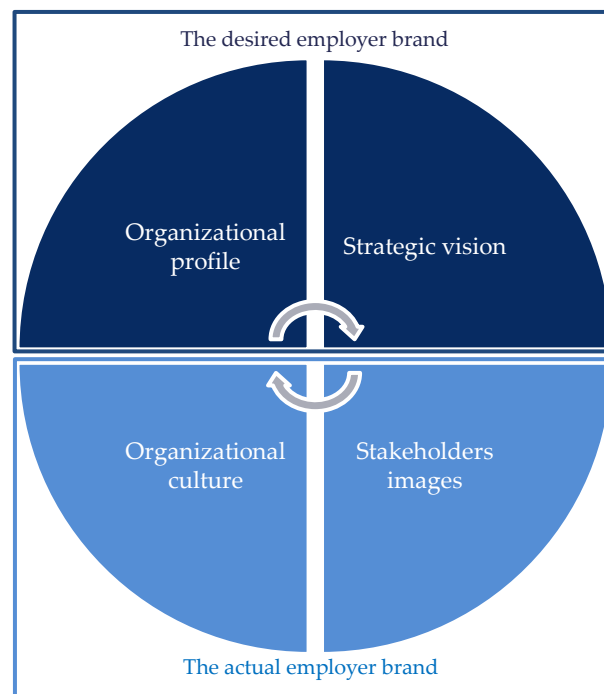 The desired employer brand
Organizational
profile
Strategic vision
Organizational
culture
Stakeholders
images
The actual employer brand